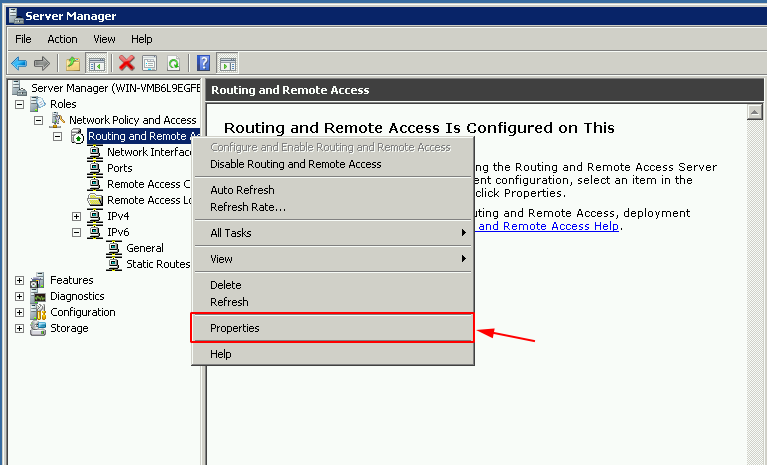 Server Manager
File Action View Help
Server Manager (WIN-VMB6L9EGFE
Roles
Network Policy and Access
Routing and Remote Ac
Network Interface
Ports
Remote Access C
Remote Access Lo
IPv4
IPv6
General
Static Routes
Features
Diagnostics
Configuration
Storage
Routing and Remote Access
Routing and Remote Access Is Configured on This
ing the Routing and Remote Access Server
ent configuration, select an item in the
click Properties.
uting and Remote Access, deployment
and Remote Access Help.
Configure and Enable Routing and Remote Access
Disable Routing and Remote Access
Auto Refresh
Refresh Rate...
All Tasks
View
Delete
Refresh
Properties
Help